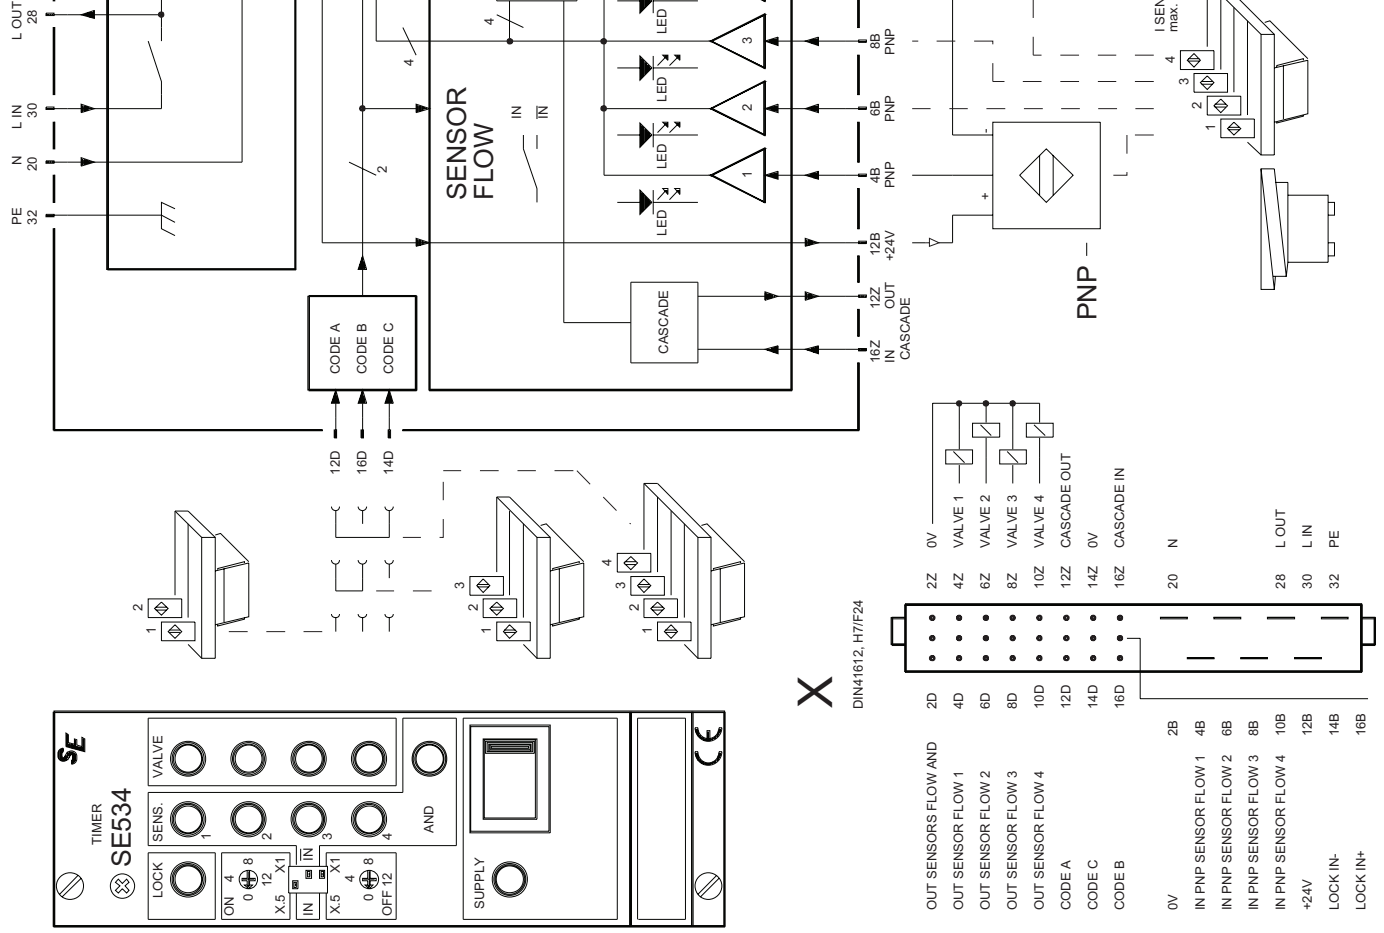 L OUT
28
L IN
30
N
20
PE
32
4
4
2
SENSOR
FLOW
IN
IN
LED
LED
LED
LED
3
2
1
8B
PNP
6B
PNP
4B
PNP
12B
+24V
12Z
OUT
16Z
IN
CASCADE
CASCADE
CODE A
CODE B
CODE C
12D
16D
14D
I SEN
max.
4
3
2
1
-
+
PNP
2
1
3
2
1
4
3
2
1
SE
TIMER
SE534
VALVE
SENS.
1
2
3
4
AND
LOCK
ON
0
4
8
12
X.5
X1
IN
IN
X.5
X1
0
4
8
OFF 12
SUPPLY
CE
X
DIN41612, H7/F24
2Z 0V
4Z VALVE 1
6Z VALVE 2
8Z VALVE 3
10Z VALVE 4
12Z CASCADE OUT
14Z 0V
16Z CASCADE IN
20 N
28 L OUT
30 L IN
32 PE
OUT SENSORS FLOW AND 2D
OUT SENSOR FLOW 1 4D
OUT SENSOR FLOW 2 6D
OUT SENSOR FLOW 3 8D
OUT SENSOR FLOW 4 10D
CODE A 12D
CODE C 14D
CODE B 16D
0V 2B
IN PNP SENSOR FLOW 1 4B
IN PNP SENSOR FLOW 2 6B
IN PNP SENSOR FLOW 3 8B
IN PNP SENSOR FLOW 4 10B
+24V 12B
LOCK IN- 14B
LOCK IN+ 16B